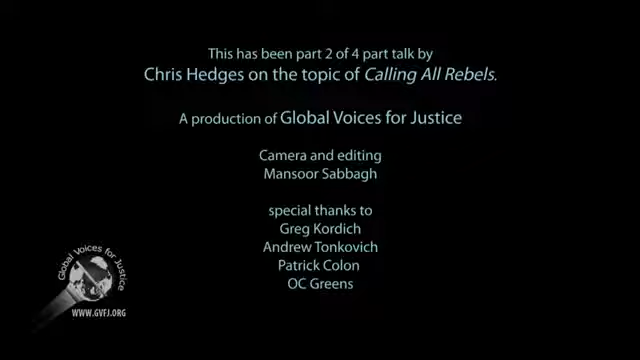 This has been part 2 of 4 part talk by
Chris Hedges on the topic of Calling All Rebels.
A production of Global Voices for Justice
Camera and editing
Mansoor Sabbagh
special thanks to
Greg Kordich
Andrew Tonkovich
Patrick Colon
OC Greens
Global Voices for Justice
WWW.GVFJ.ORG